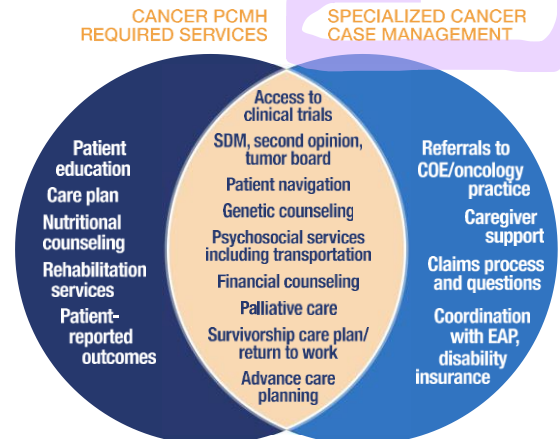 CANCER PCMH
REQUIRED SERVICES
SPECIALIZED CANCER
CASE MANAGEMENT
Patient
education
Care plan
Nutritional
counseling
Rehabilitation
services
Patient-
reported
outcomes
Access to
clinical trials
SDM, second opinion,
tumor board
Patient navigation
Genetic counseling
Psychosocial services
including transportation
Financial counseling
Palliative care
Survivorship care plan/
return to work
Advance care
planning
Referrals to
COE/oncology
practice
Caregiver
support
Claims process
and questions
Coordination
with EAP,
disability
insurance